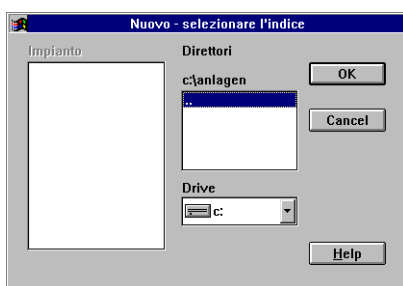 Nuovo - selezionare l'indice
Impianto
Direttori
c:\anlagen
..
OK
Cancel
Drive
c:
Help